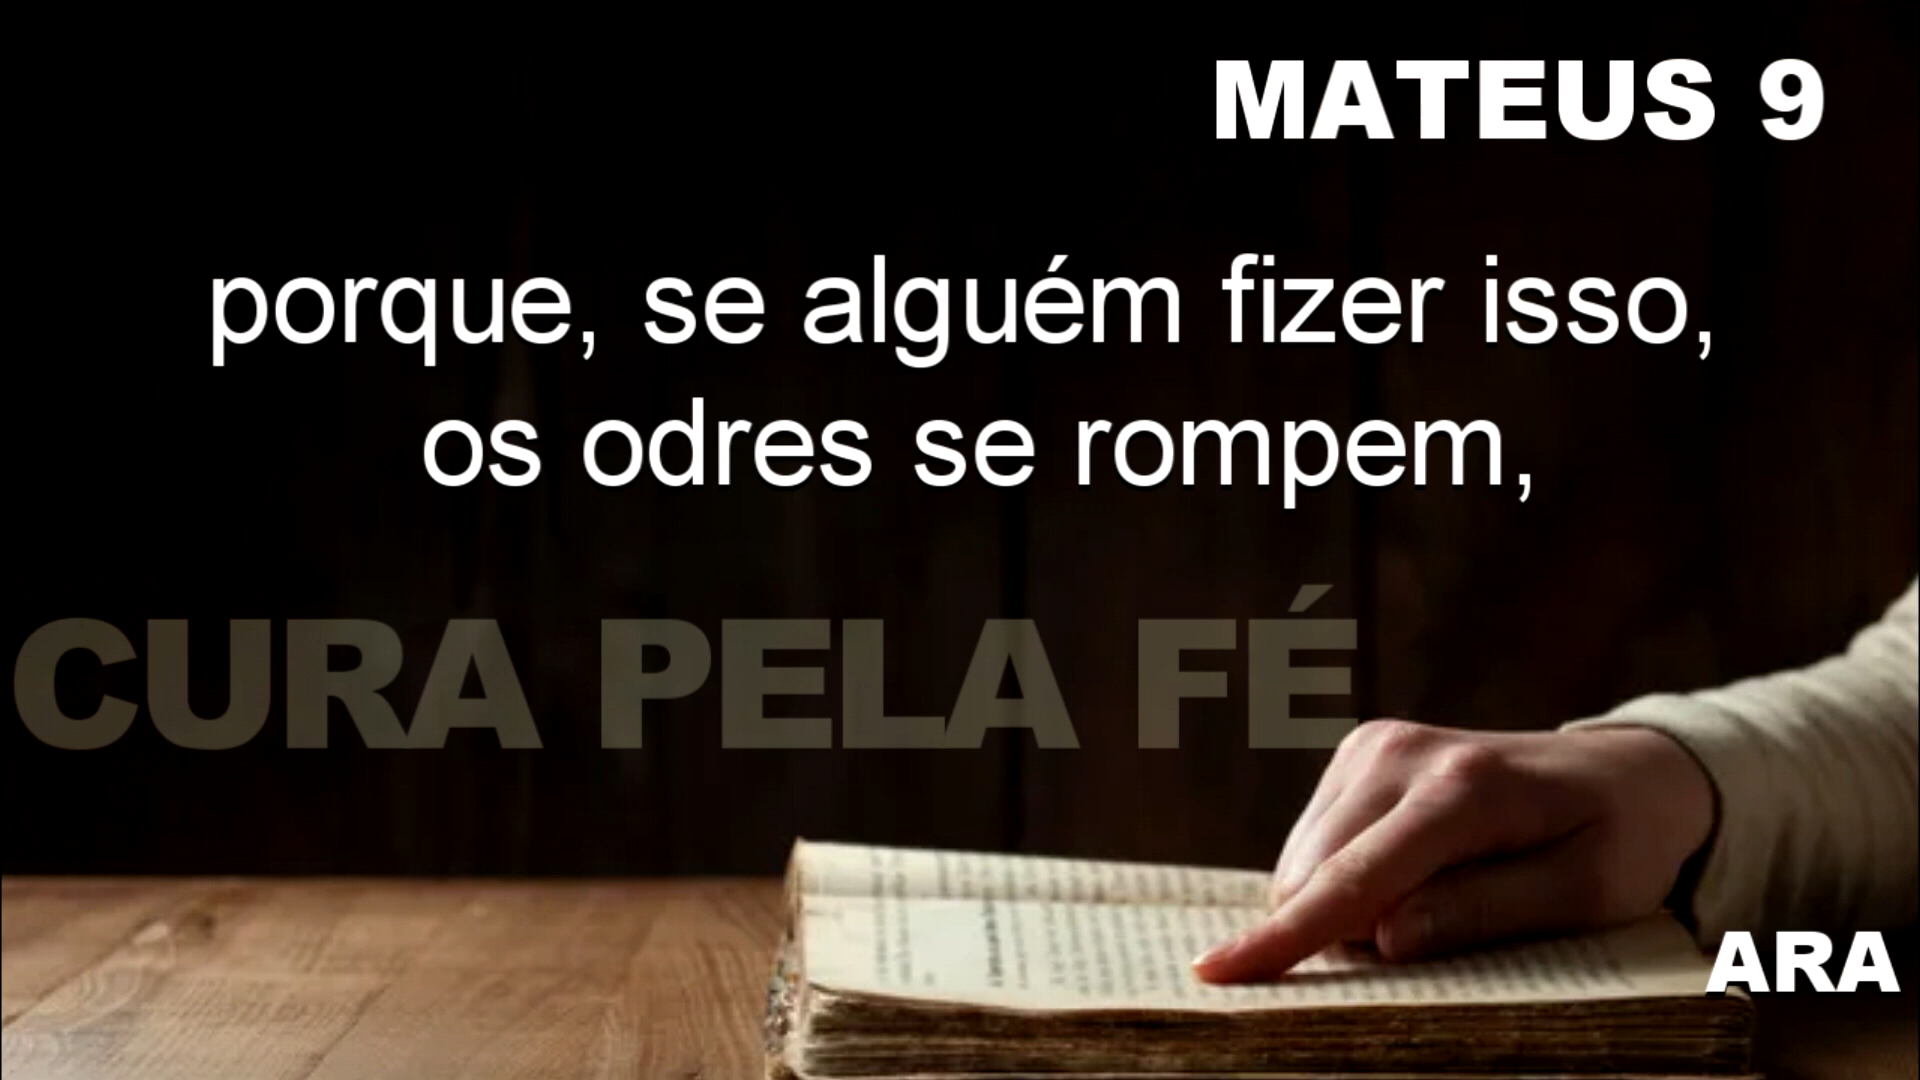 MATEUS 9
porque, se alguém fizer isso,
os odres se rompem,
CURA PELA FÉ
ARA